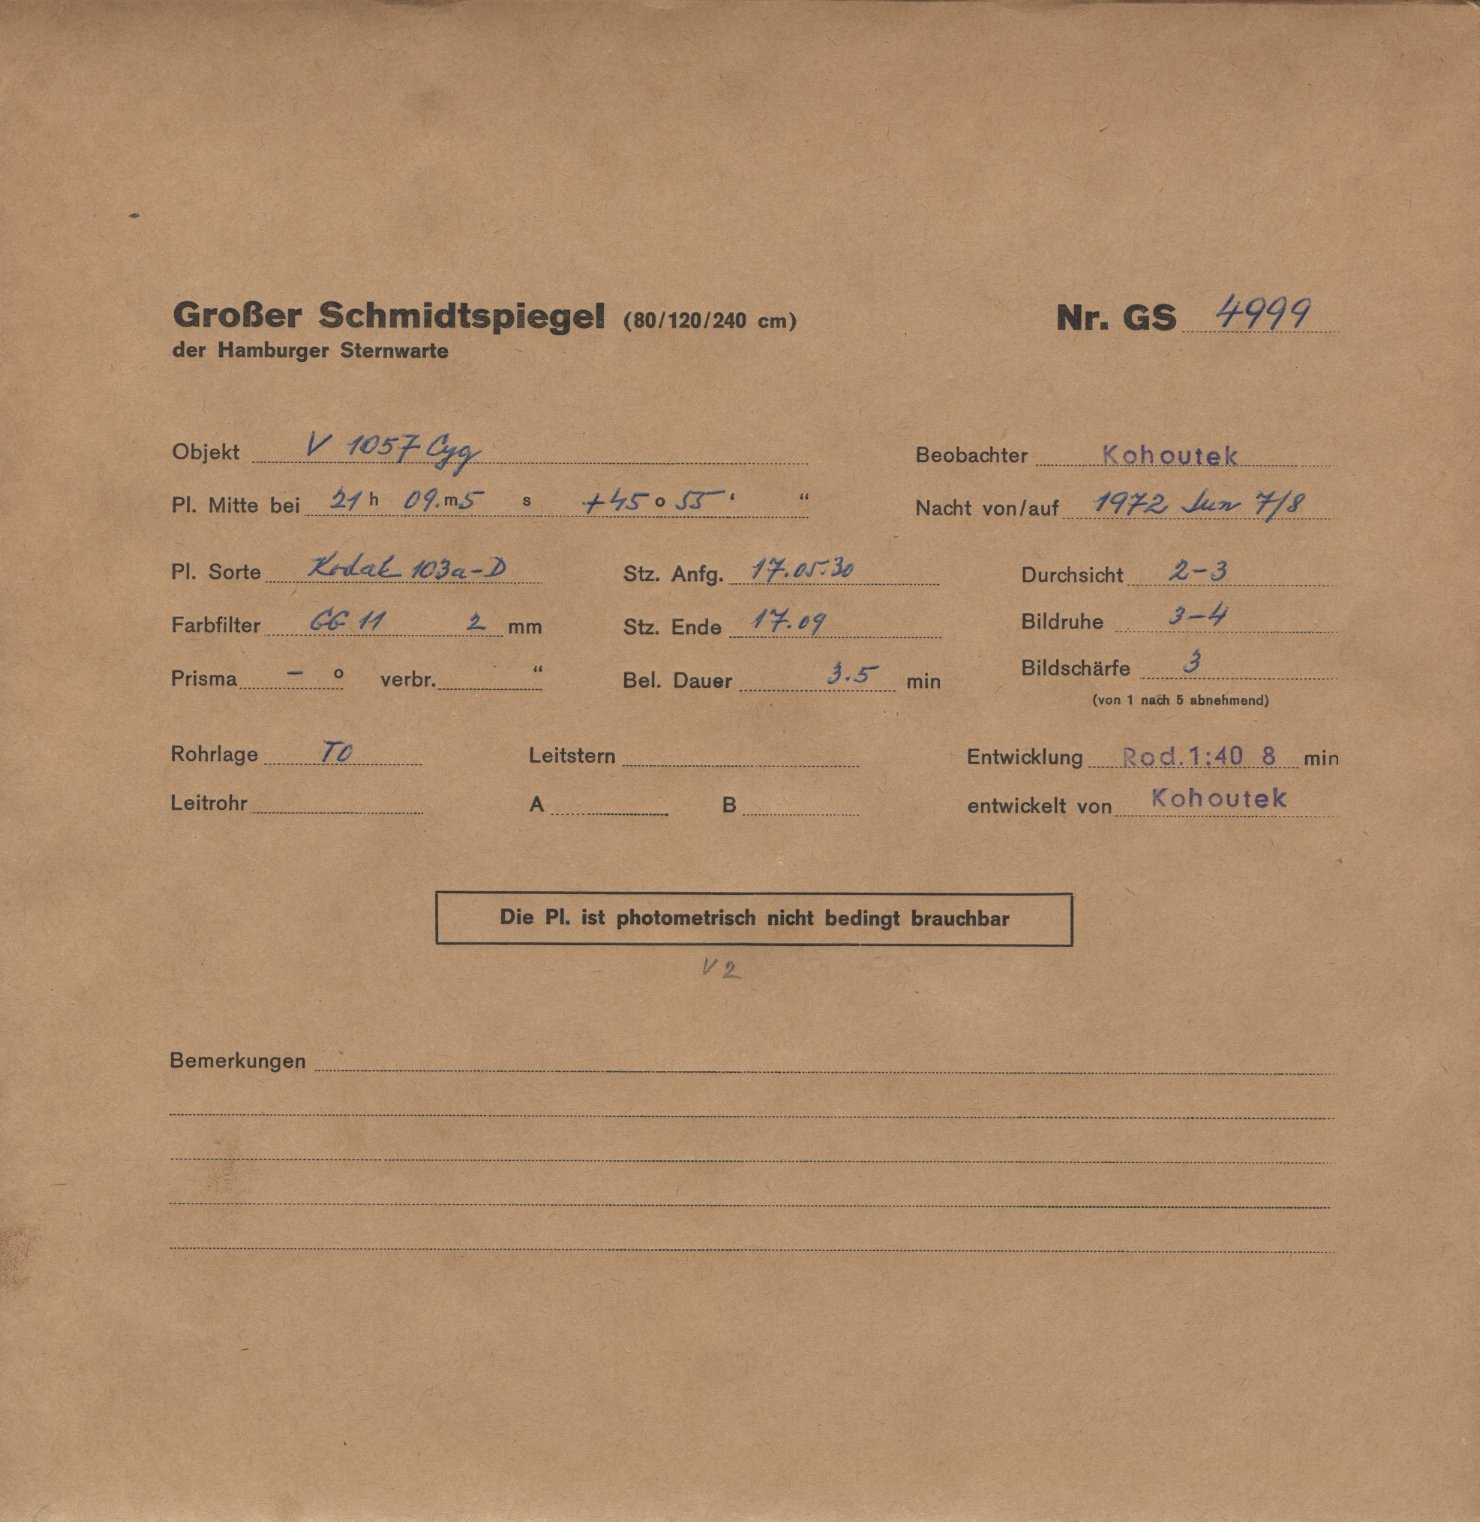 Großer Schmidtspiegel (80/120/240 cm) Nr. GS 4999
der Hamburger Sternwarte
Objekt V 1057 Cyg Beobachter Kohoutek
Pl. Mitte bei 21 h 09.m5 s +45 o 55 ' " Nacht von/auf 1972 Jun 7/8
Pl. Sorte Kodak 103a-D Stz. Anfg. 17.05.30 Durchsicht 2-3
Farbfilter GG 11 2 mm Stz. Ende 17.09 Bildruhe 3-4
Prisma - o verbr. " Bel. Dauer 3.5 min Bildschärfe 3
(von 1 nach 5 abnehmend)
Rohrlage TO Leitstern Entwicklung Rod.1:40 8 min
Leitrohr A B entwickelt von Kohoutek
Die Pl. ist photometrisch nicht bedingt brauchbar
V 2
Bemerkungen